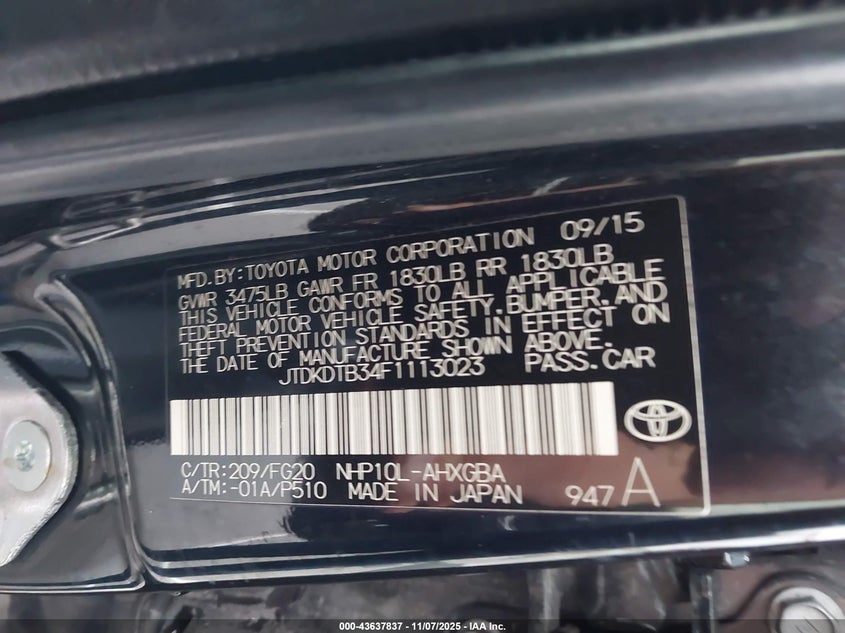 MFD. BY: TOYOTA MOTOR CORPORATION 09/15
GVWR 3475LB GAWR FR 1830LB RR 1830LB
THIS VEHICLE CONFORMS TO ALL APPLICABLE
FEDERAL MOTOR VEHICLE SAFETY, BUMPER, AND
THEFT PREVENTION STANDARDS IN EFFECT ON
THE DATE OF MANUFACTURE SHOWN ABOVE.
JTDKDTB34F1113023 PASS. CAR
C/TR: 209/FG20 NHP10L-AHXGBA
A/TM: -01A/P510 MADE IN JAPAN 947 A
000-43637837 - 11/07/2025 - IAA Inc.